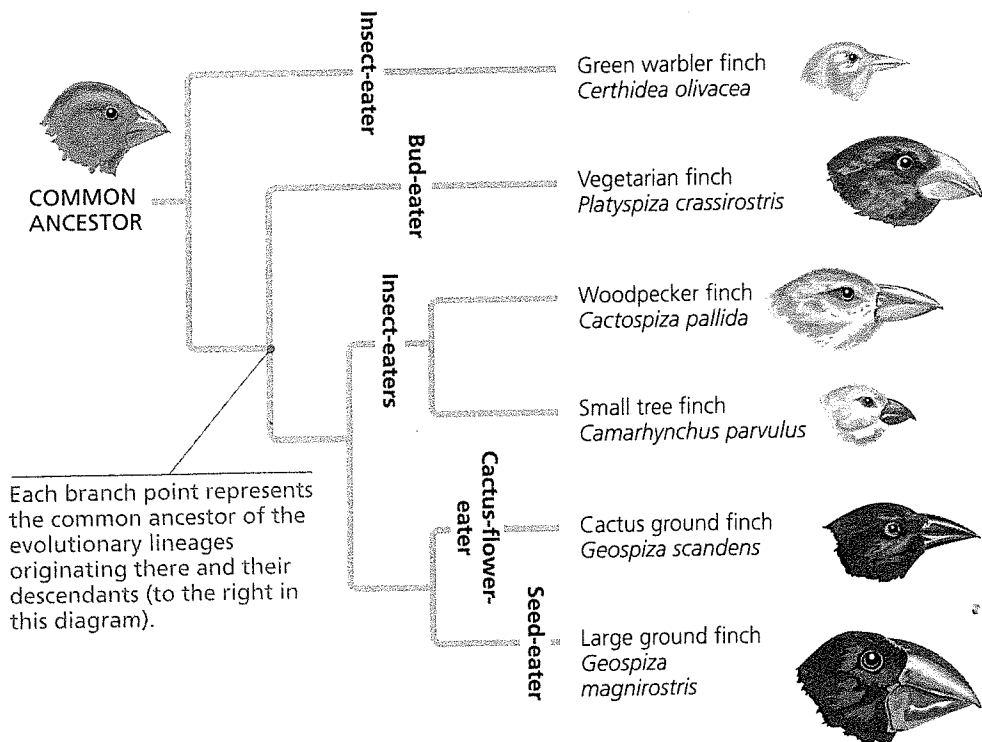 Insect-eater
Green warbler finch
Certhidea olivacea
COMMON
ANCESTOR
Bud-eater
Vegetarian finch
Platyspiza crassirostris
Insect-eaters
Woodpecker finch
Cactospiza pallida
Small tree finch
Camarhynchus parvulus
Each branch point represents
the common ancestor of the
evolutionary lineages
originating there and their
descendants (to the right in
this diagram).
Cactus-flower-
eater
Cactus ground finch
Geospiza scandens
Seed-eater
Large ground finch
Geospiza
magnirostris